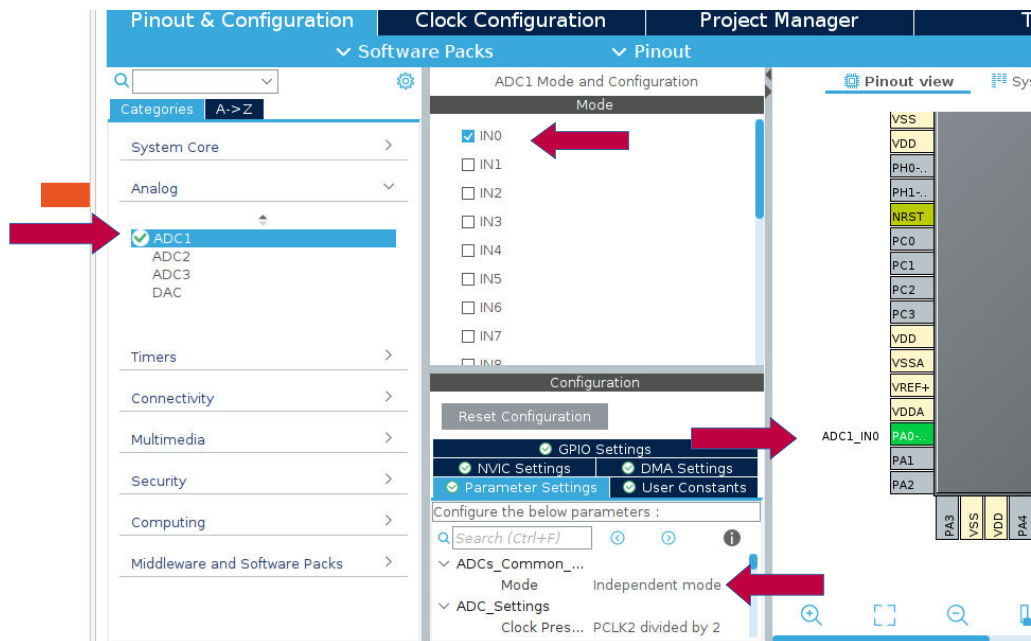 Pinout & Configuration
Clock Configuration
Project Manager
Software Packs
Pinout
Categories
A->Z
System Core
Analog
ADC1
ADC2
ADC3
DAC
Timers
Connectivity
Multimedia
Security
Computing
Middleware and Software Packs
ADC1 Mode and Configuration
Mode
IN0
IN1
IN2
IN3
IN4
IN5
IN6
IN7
IN8
Configuration
Reset Configuration
GPIO Settings
NVIC Settings
DMA Settings
Parameter Settings
User Constants
Configure the below parameters :
Search (Ctrl+F)
ADCs_Common_...
Mode Independent mode
ADC_Settings
Clock Pres... PCLK2 divided by 2
Pinout view
Sys
VSS
VDD
PH0-..
PH1-..
NRST
PC0
PC1
PC2
PC3
VDD
VSSA
VREF+
VDDA
ADC1_IN0 PA0-..
PA1
PA2
PA3
VSS
VDD
PA4